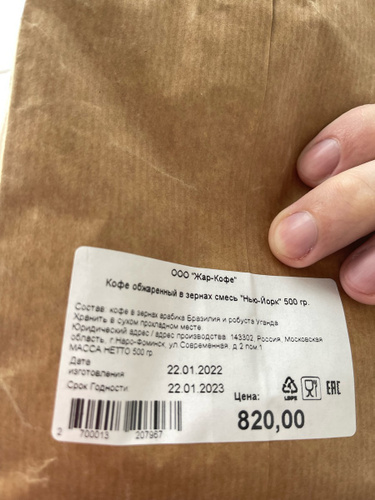 ООО "Жар-Кофе"
Кофе обжаренный в зернах смесь "Нью-Йорк" 500 гр.
Состав: кофе в зернах арабика Бразилия и робуста Уганда
Хранить в сухом прохладном месте
Юридический адрес / адрес производства: 143302, Россия, Московская
область, г.Наро-Фоминск, ул.Современная, д.2 пом.1
МАССА НЕТТО 500 гр.
Дата
изготовления 22.01.2022
Срок Годности: 22.01.2023
Цена:
820,00
EAC
2 700013 207967